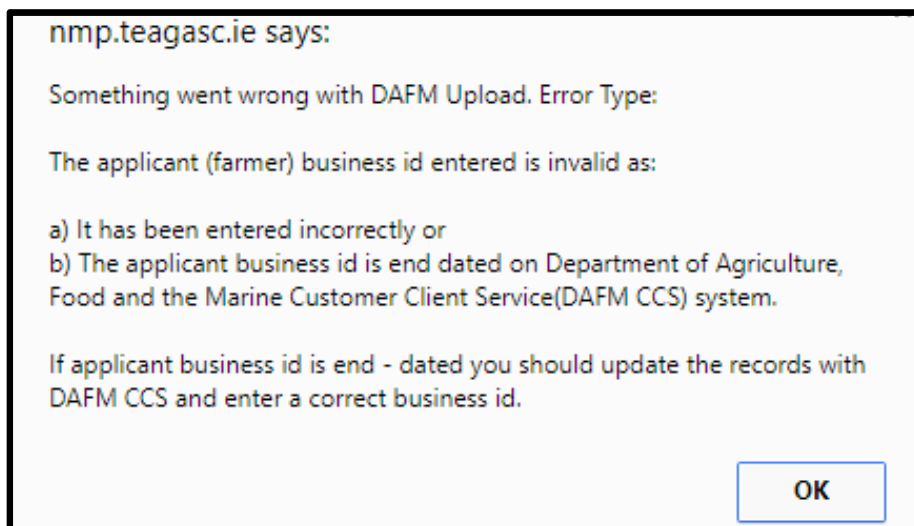 nmp.teagasc.ie says:
Something went wrong with DAFM Upload. Error Type:
The applicant (farmer) business id entered is invalid as:
a) It has been entered incorrectly or
b) The applicant business id is end dated on Department of Agriculture,
Food and the Marine Customer Client Service(DAFM CCS) system.
If applicant business id is end - dated you should update the records with
DAFM CCS and enter a correct business id.
OK